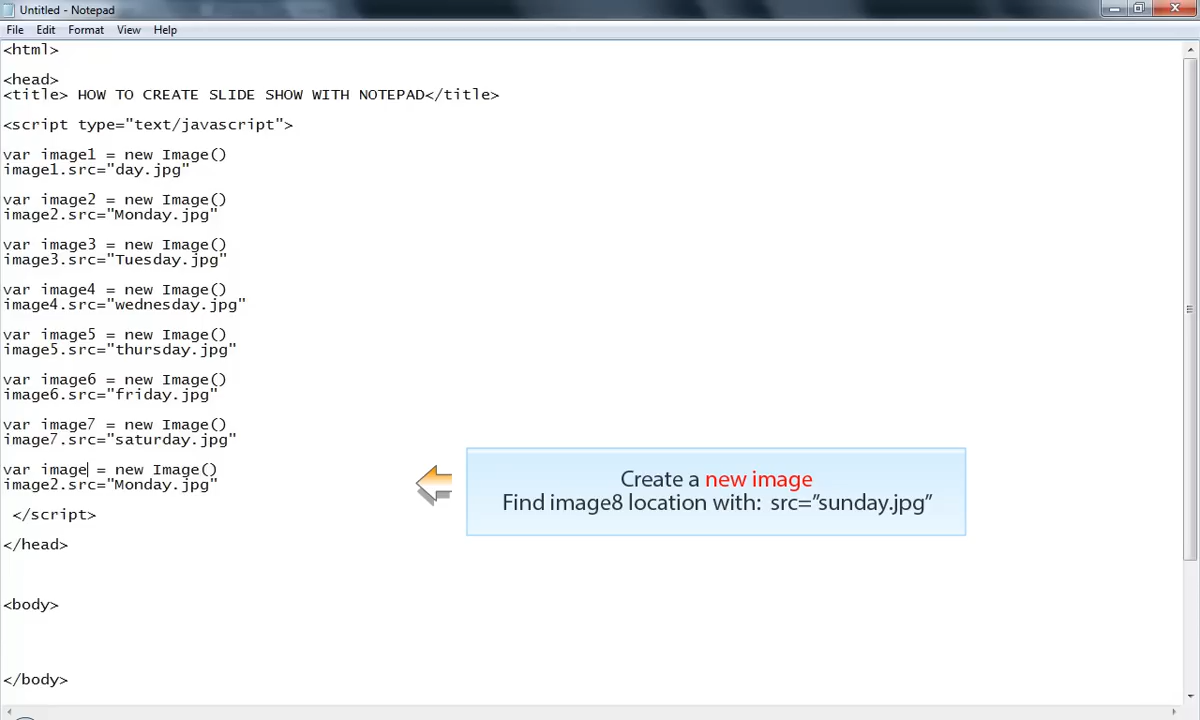 Untitled - Notepad
File Edit Format View Help
<html>
<head>
<title> HOW TO CREATE SLIDE SHOW WITH NOTEPAD</title>
<script type="text/javascript">
var image1 = new Image()
image1.src="day.jpg"
var image2 = new Image()
image2.src="Monday.jpg"
var image3 = new Image()
image3.src="Tuesday.jpg"
var image4 = new Image()
image4.src="wednesday.jpg"
var image5 = new Image()
image5.src="thursday.jpg"
var image6 = new Image()
image6.src="friday.jpg"
var image7 = new Image()
image7.src="saturday.jpg"
var image = new Image()
image2.src="Monday.jpg"
Create a new image
Find image8 location with: src=”sunday.jpg”
</script>
</head>
<body>
</body>